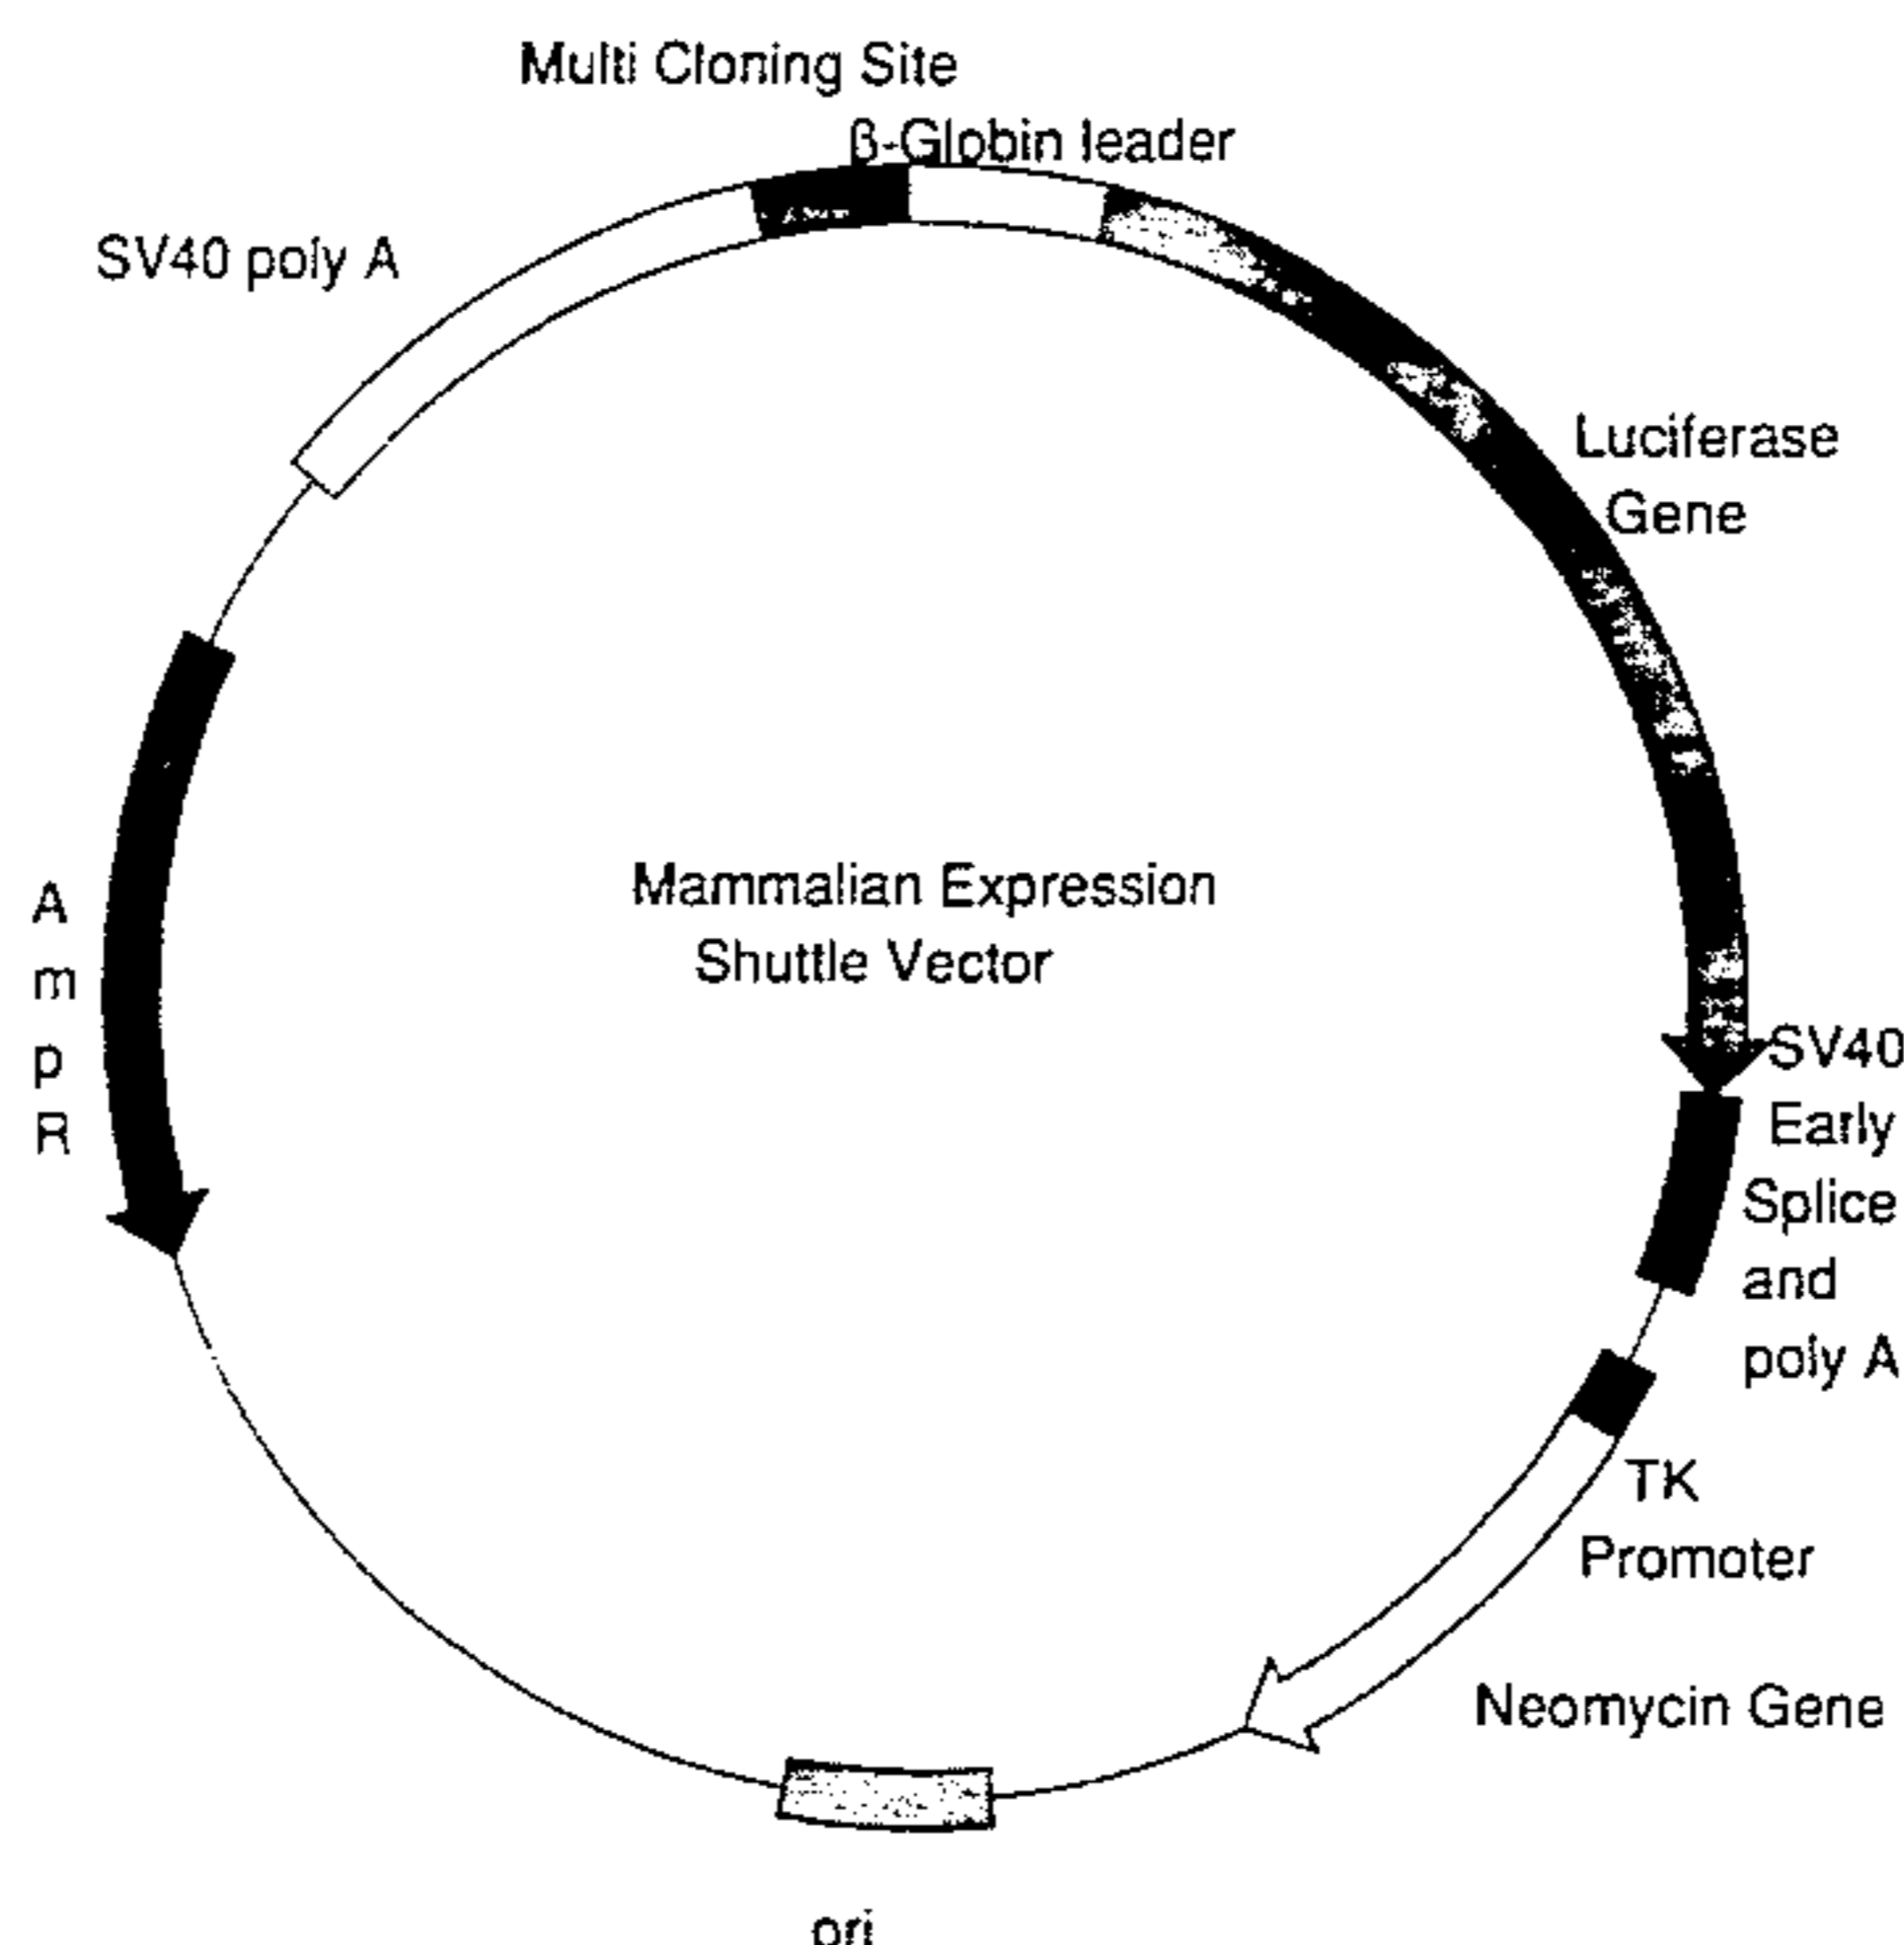 Multi Cloning Site
β-Globin leader
SV40 poly A
Luciferase
Gene
Mammalian Expression
Shuttle Vector
A
m
p
R
SV40
Early
Splice
and
poly A
TK
Promoter
Neomycin Gene
ori